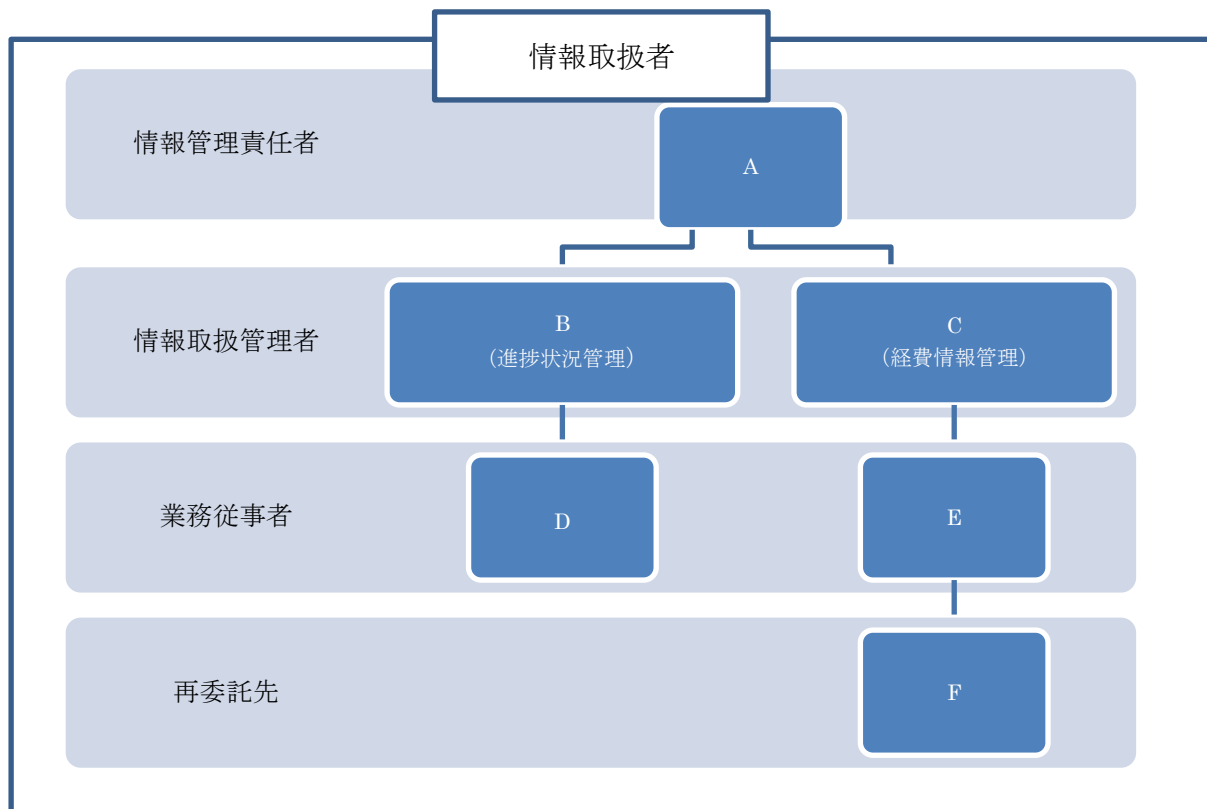 情報取扱者
情報管理責任者
A
情報取扱管理者
B
（進捗状況管理）
C
（経費情報管理）
業務従事者
D
E
再委託先
F